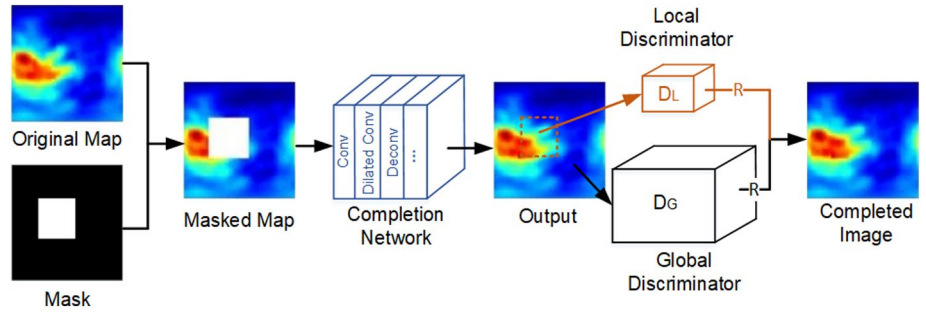 Original Map
Mask
Masked Map
Conv
Dilated Conv
Deconv
...
Completion
Network
Output
Local
Discriminator
DL
R
DG
R
Global
Discriminator
Completed
Image